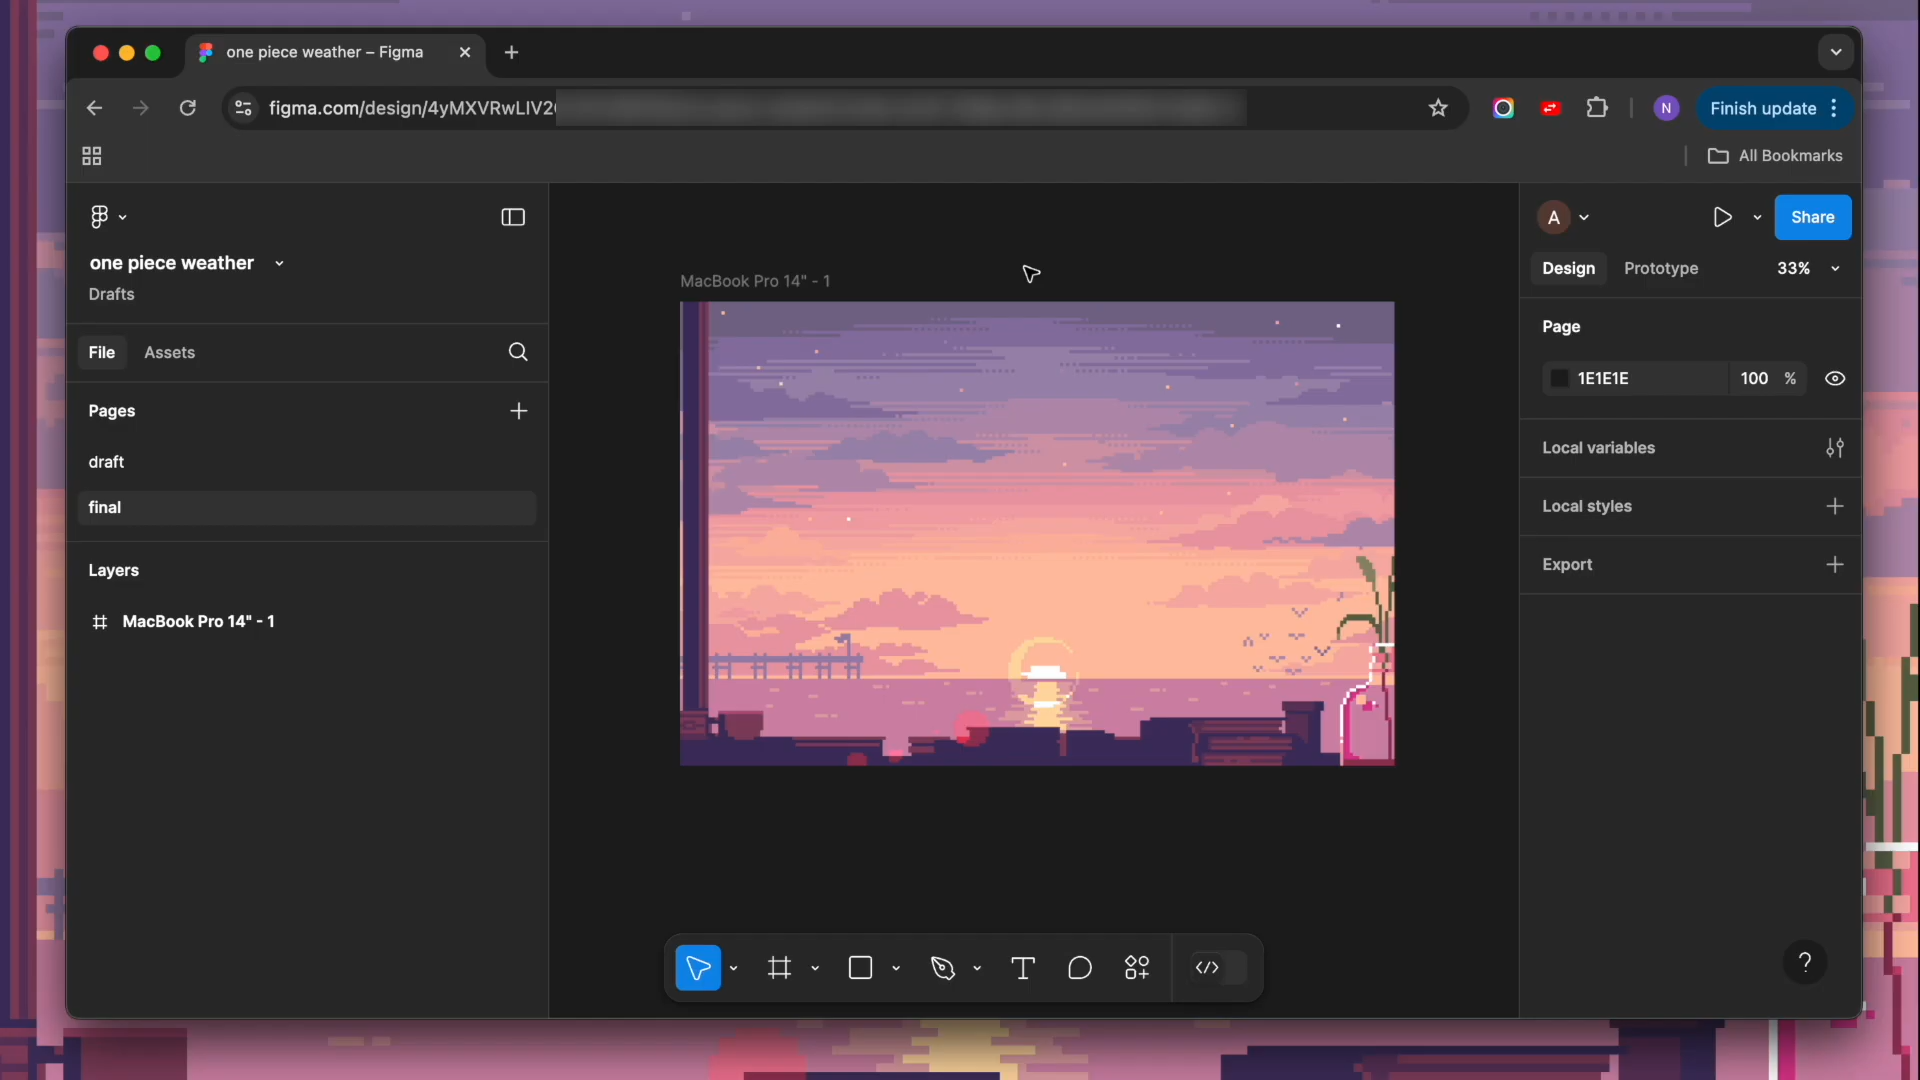 one piece weather – Figma
figma.com/design/4yMXVRwLIV2
N
Finish update
All Bookmarks
one piece weather
Drafts
File
Assets
Pages
draft
final
Layers
MacBook Pro 14" - 1
MacBook Pro 14" - 1
A
Share
Design
Prototype
33%
Page
1E1E1E
100 %
Local variables
Local styles
Export
?